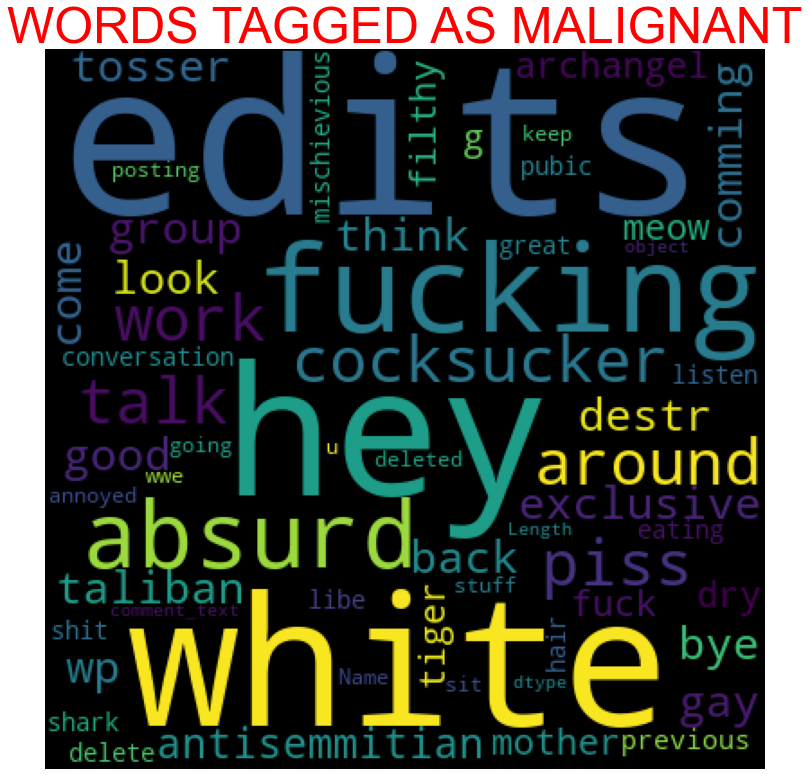 WORDS TAGGED AS MALIGNANT
tosser
edits
mischievious
filthy
archangel
g
keep
posting
pubic
comming
group
think
great
meow
object
come
look
work
fucking
conversation
cocksucker
listen
talk
hey
destr
good
going
u
deleted
around
wwe
annoyed
absurd
exclusive
Length
eating
back
piss
taliban
stuff
comment_text
libe
tiger
fuck
dry
shit
white
hair
bye
wp
Name
sit
dtype
gay
shark
delete
antisemmitian
mother
previous